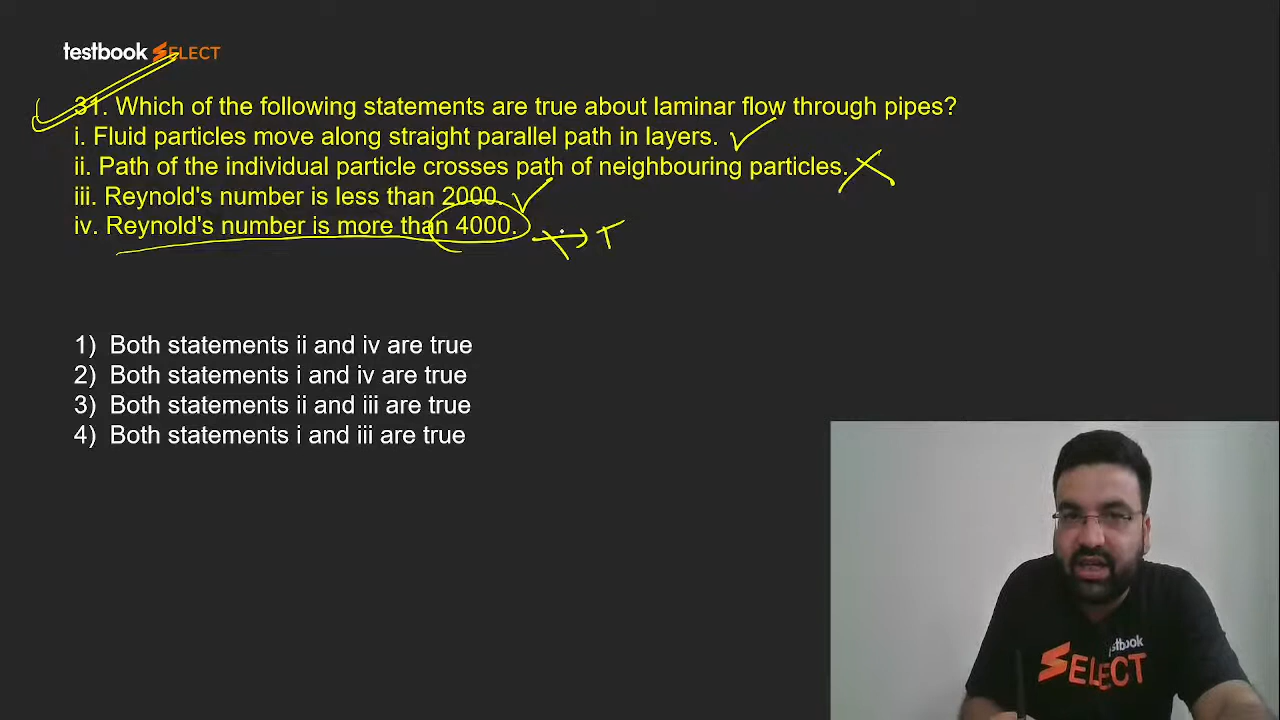 testbook SELECT
31. Which of the following statements are true about laminar flow through pipes?
i. Fluid particles move along straight parallel path in layers.
ii. Path of the individual particle crosses path of neighbouring particles.
iii. Reynold's number is less than 2000.
iv. Reynold's number is more than 4000.
T
1) Both statements ii and iv are true
2) Both statements i and iv are true
3) Both statements ii and iii are true
4) Both statements i and iii are true
testbook
SELECT